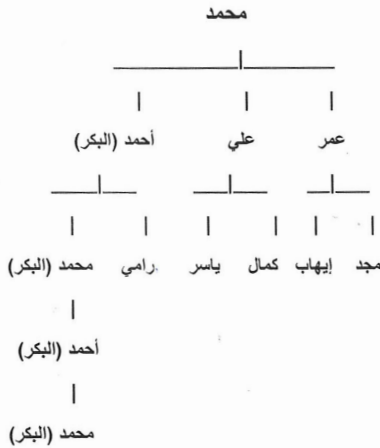 محمد
عمر علي أحمد (البكر)
مجد إيهاب كمال ياسر رامي محمد (البكر)
أحمد (البكر)
محمد (البكر)